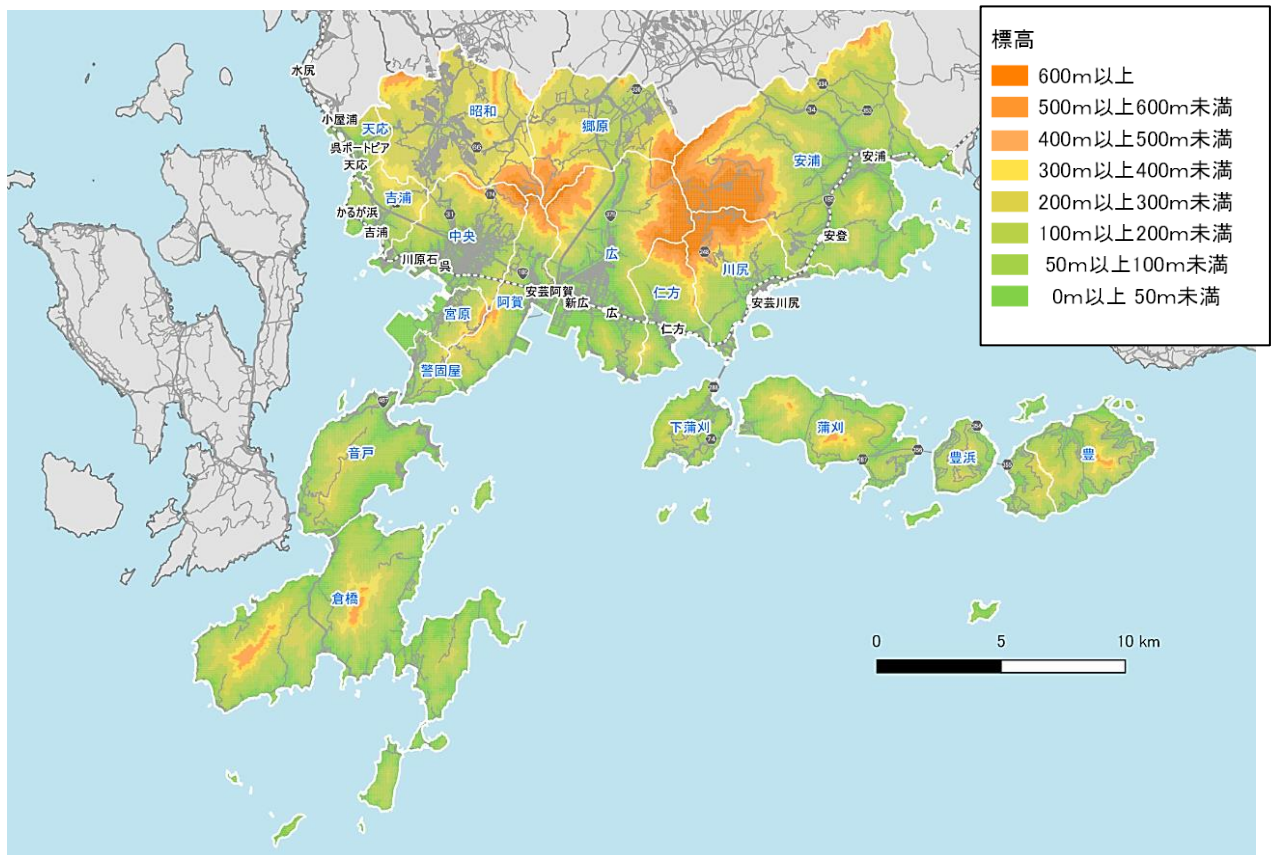 標高
600m以上
500m以上600m未満
400m以上500m未満
300m以上400m未満
200m以上300m未満
100m以上200m未満
50m以上100m未満
0m以上 50m未満
水尻
小屋浦
天応
呉ポートピア
天応
昭和
郷原
安浦
安浦
吉浦
かるが浜
吉浦
31
中央
川原石
呉
広
安登
川尻
安芸川尻
安芸阿賀
新広
広
仁方
仁方
阿賀
宮原
警固屋
音戸
倉橋
下蒲刈
74
蒲刈
豊浜
豊
0 5 10 km